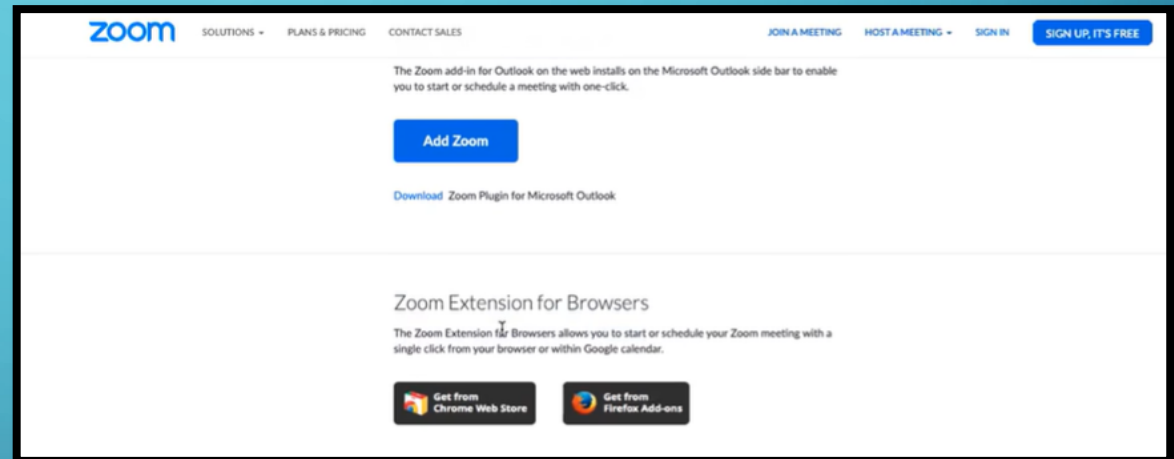 zoom SOLUTIONS PLANS & PRICING CONTACT SALES JOIN A MEETING HOST A MEETING SIGN IN SIGN UP, IT'S FREE
The Zoom add-in for Outlook on the web installs on the Microsoft Outlook side bar to enable
you to start or schedule a meeting with one-click.
Add Zoom
Download Zoom Plugin for Microsoft Outlook
Zoom Extension for Browsers
The Zoom Extension for Browsers allows you to start or schedule your Zoom meeting with a
single click from your browser or within Google calendar.
Get from
Chrome Web Store
Get from
Firefox Add-ons